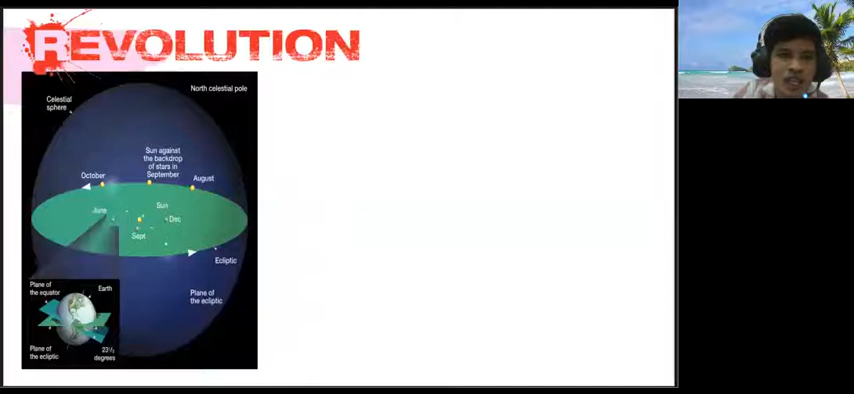 REVOLUTION
North celestial pole
Celestial
sphere
Sun against
the backdrop
of stars in
September
October
August
June
Sun
Dec
Sept
Ecliptic
Plane of
the equator
Earth
Plane of
the ecliptic
Plane of
the ecliptic
23½
degrees